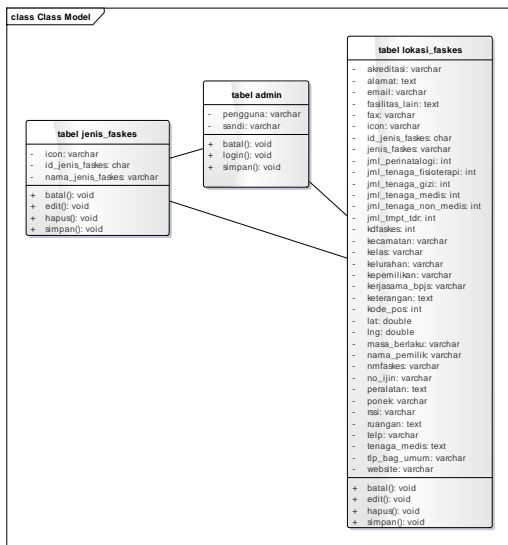 class Class Model
tabel jenis_faskes
- icon: varchar
- id_jenis_faskes: char
- nama_jenis_faskes: varchar
+ batal(): void
+ edit(): void
+ hapus(): void
+ simpan(): void
tabel admin
- pengguna: varchar
- sandi: varchar
+ batal(): void
+ login(): void
+ simpan(): void
tabel lokasi_faskes
- akreditasi: varchar
- alamat: text
- email: varchar
- fasilitas_lain: text
- fax: varchar
- icon: varchar
- id_jenis_faskes: char
- jenis_faskes: varchar
- jml_perinatalogi: int
- jml_tenaga_fisioterapi: int
- jml_tenaga_gizi: int
- jml_tenaga_medis: int
- jml_tenaga_non_medis: int
- jml_tmpt_tdr: int
- kdfaskes: int
- kecamatan: varchar
- kelas: varchar
- kelurahan: varchar
- kepemilikan: varchar
- kerjasama_bpjs: varchar
- keterangan: text
- kode_pos: int
- lat: double
- lng: double
- masa_berlaku: varchar
- nama_pemilik: varchar
- nmfaskes: varchar
- no_ijin: varchar
- peralatan: text
- ponek: varchar
- rssi: varchar
- ruangan: text
- telp: varchar
- tenaga_medis: text
- tlp_bag_umum: varchar
- website: varchar
+ batal(): void
+ edit(): void
+ hapus(): void
+ simpan(): void